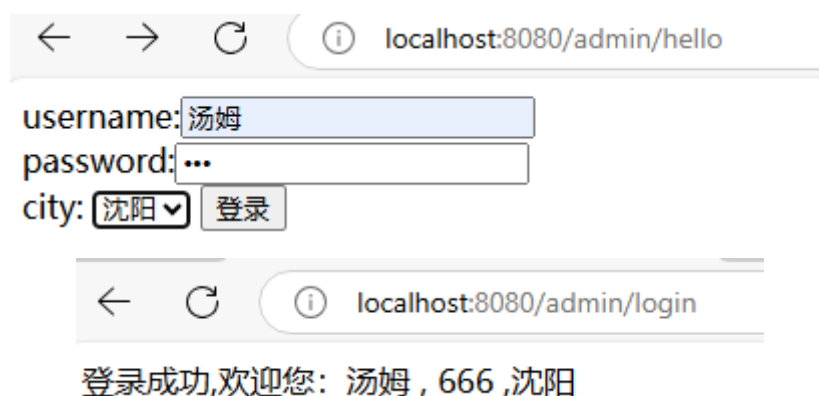 localhost:8080/admin/hello
username:汤姆
password:•••
city: 沈阳 登录
localhost:8080/admin/login
登录成功,欢迎您：汤姆 , 666 ,沈阳